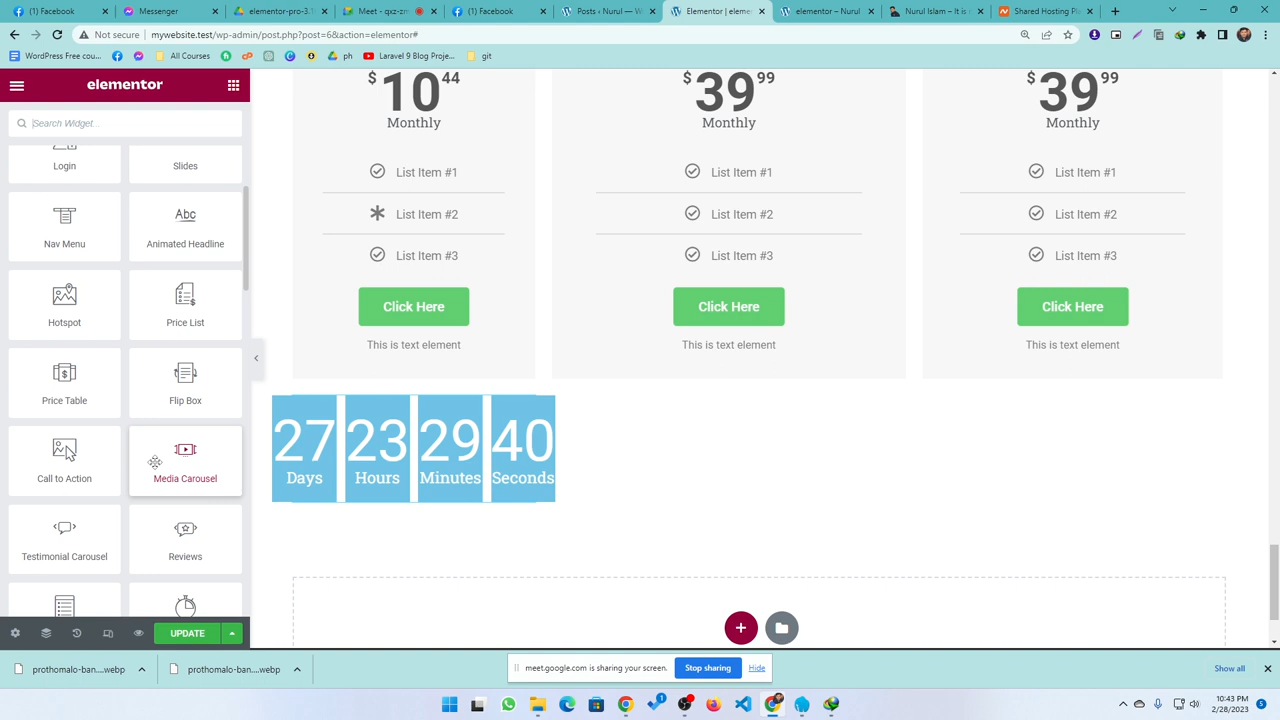 (1) Facebook
Messenger
elementor-3.1
Meet - qxz-zm
(1) Facebook
Posts ‹ Nurul — W
Elementor | elem
WordPress › Error
Nurul Islam – It is
Shared Hosting Pl
Not secure | mywebsite.test/wp-admin/post.php?post=6&action=elementor#
WordPress Free cou...
All Courses
ph
Laravel 9 Blog Proje...
git
elementor
Search Widget...
Login
Slides
Nav Menu
Abc
Animated Headline
Hotspot
Price List
Price Table
Flip Box
Call to Action
Media Carousel
Testimonial Carousel
Reviews
UPDATE
$ 10 44
Monthly
List Item #1
List Item #2
List Item #3
Click Here
This is text element
$ 39 99
Monthly
List Item #1
List Item #2
List Item #3
Click Here
This is text element
$ 39 99
Monthly
List Item #1
List Item #2
List Item #3
Click Here
This is text element
27 23 29 40
Days Hours Minutes Seconds
prothomalo-ban....webp
prothomalo-ban....webp
meet.google.com is sharing your screen.
Stop sharing
Hide
Show all
10:43 PM
2/28/2023